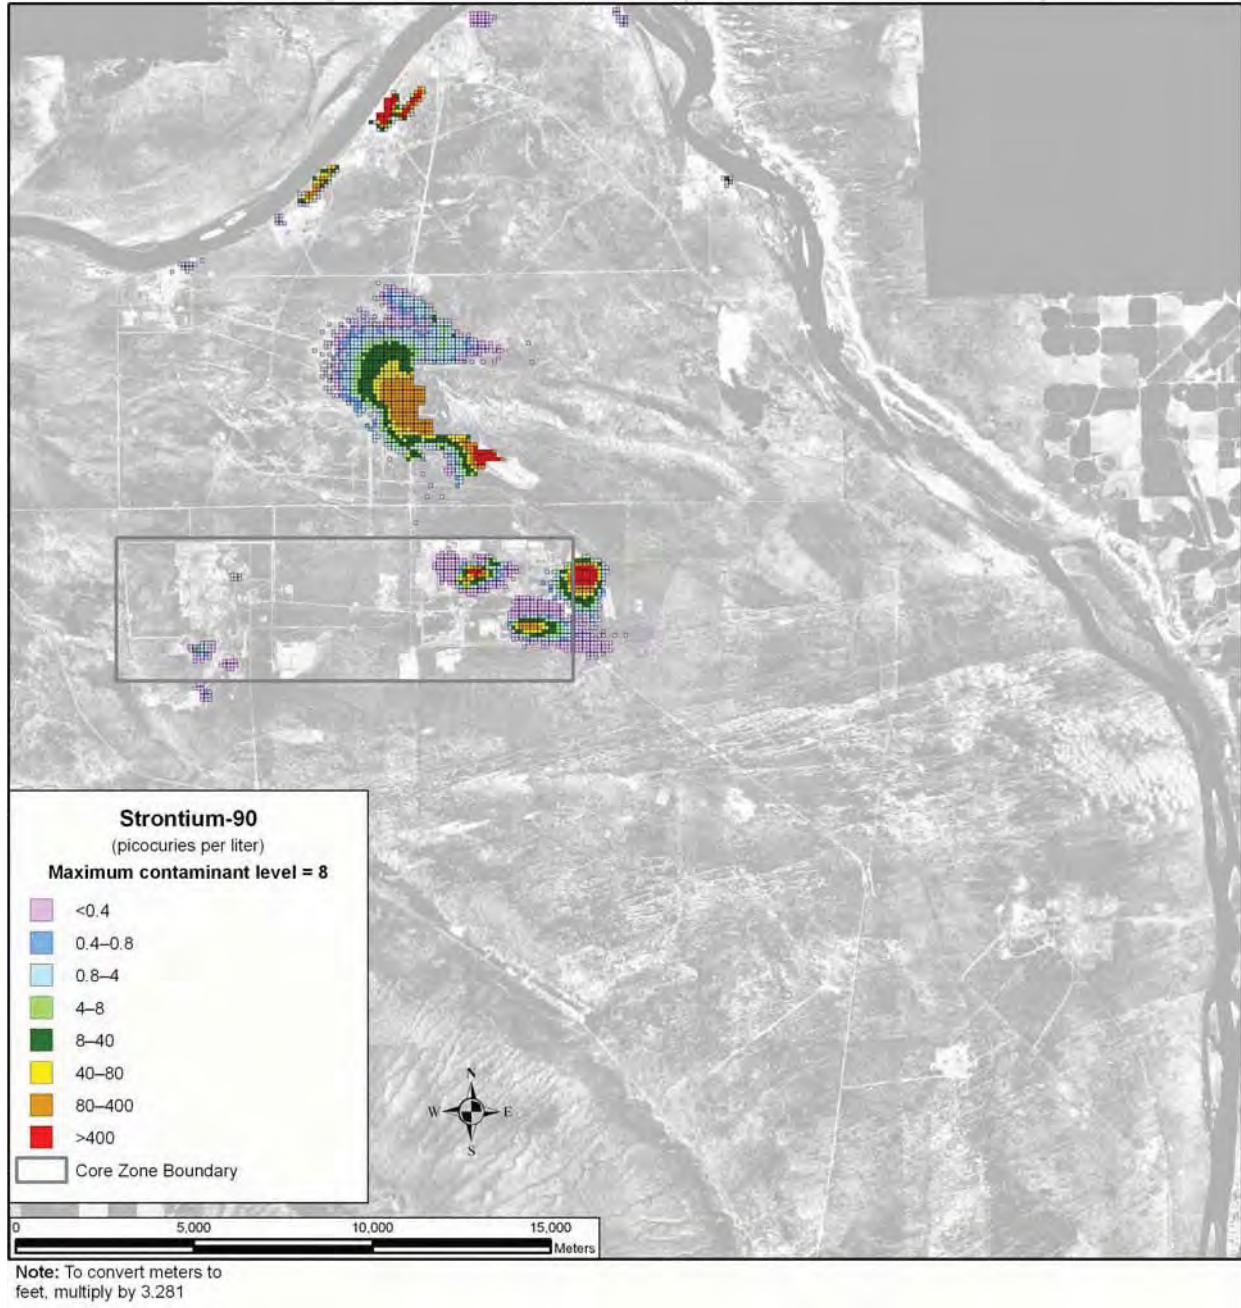 Strontium-90
(picocuries per liter)
Maximum contaminant level = 8
<0.4
0.4–0.8
0.8–4
4–8
8–40
40–80
80–400
>400
Core Zone Boundary
N
W E
S
0 5,000 10,000 15,000
Meters
Note: To convert meters to
feet, multiply by 3.281